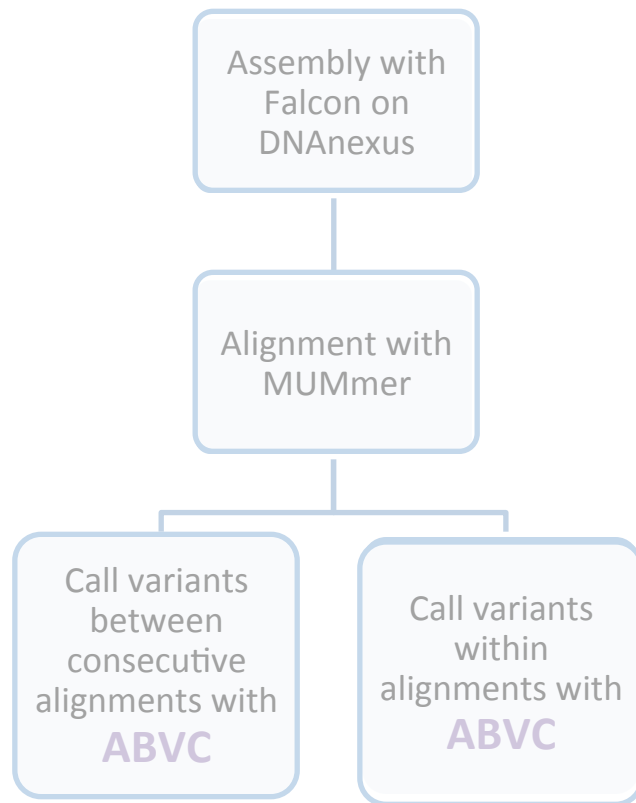 Assembly with
Falcon on
DNAnexus
Alignment with
MUMmer
Call variants
between
consecutive
alignments with
ABVC
Call variants
within
alignments with
ABVC